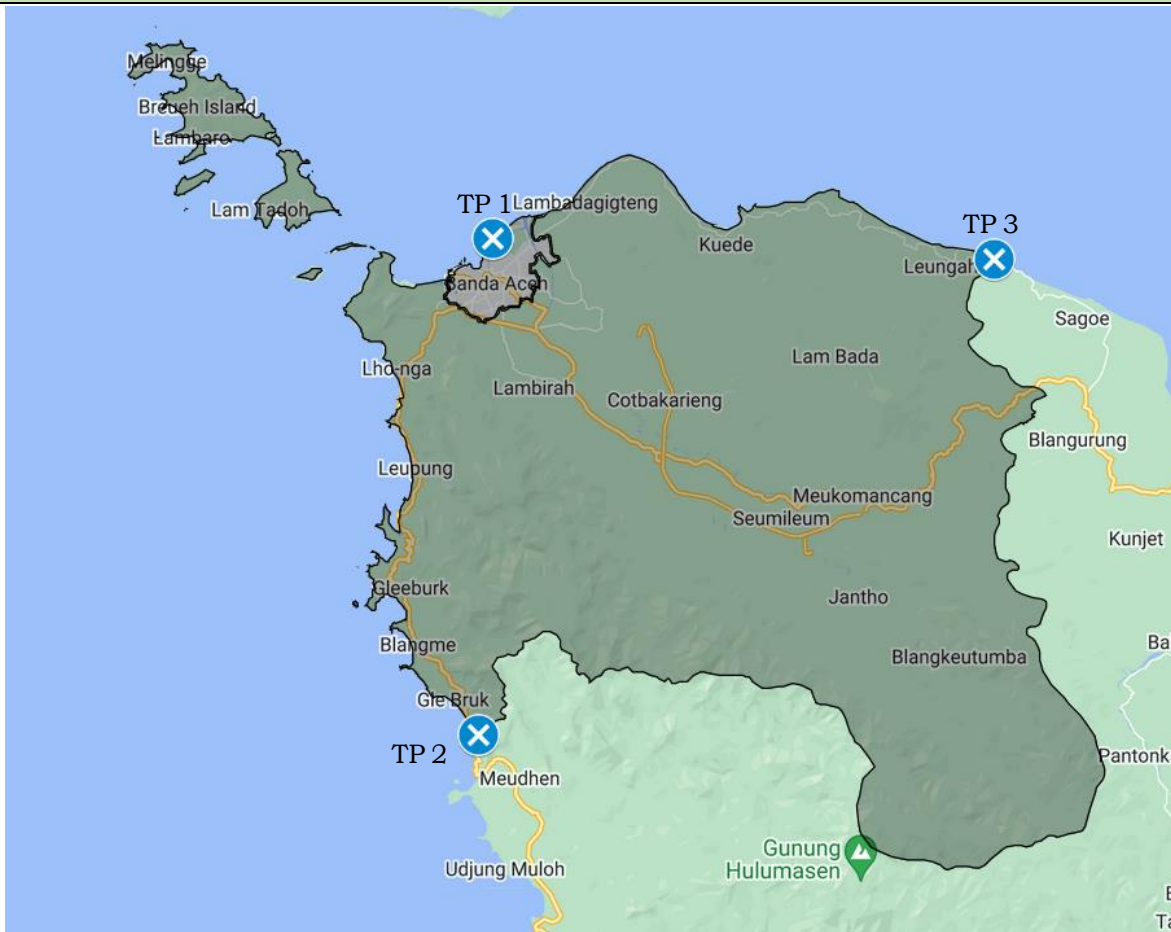 Melingge
Breueh Island
Lambaro
Lam Tadoh
TP 1
Lambadagigteng
Kuede
TP 3
Leungah
Banda Aceh
Sagoe
Lho-nga
Lambirah
Cotbakarieng
Lam Bada
Blangurung
Leupung
Meukomancang
Seumileum
Kunjet
Gleeburk
Jantho
Blangme
Blangkeutumba
Ba
Gle Bruk
TP 2
Meudhen
Pantonk
Gunung
Hulumasen
Udjung Muloh
Ta